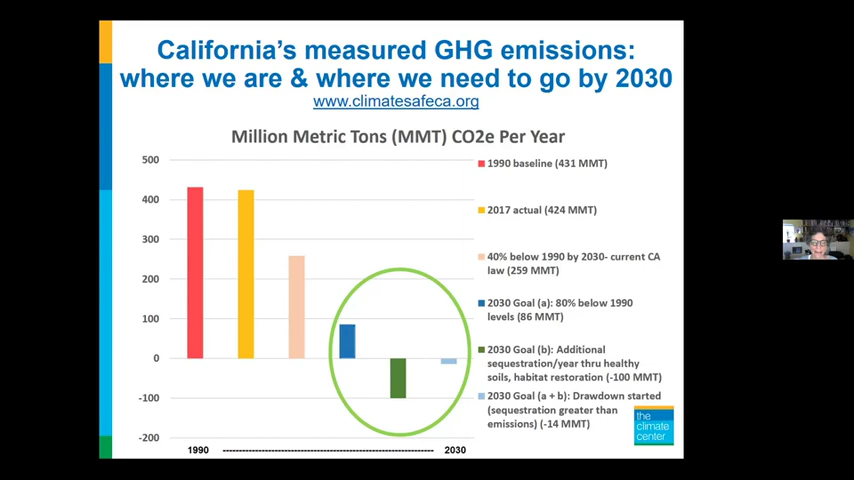 California's measured GHG emissions:
where we are & where we need to go by 2030
www.climatesafeca.org
Million Metric Tons (MMT) CO2e Per Year
500
400
300
200
100
0
-100
-200
1990 baseline (431 MMT)
2017 actual (424 MMT)
40% below 1990 by 2030- current CA
law (259 MMT)
2030 Goal (a): 80% below 1990
levels (86 MMT)
2030 Goal (b): Additional
sequestration/year thru healthy
soils, habitat restoration (-100 MMT)
2030 Goal (a + b): Drawdown started
(sequestration greater than
emissions) (-14 MMT)
the
climate
center
1990 ---------------------------------------------------- 2030